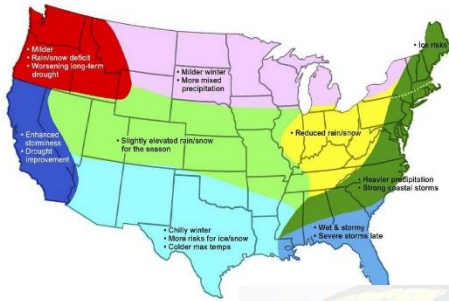 • Milder
• Rain/snow deficit
• Worsening long-term
drought
• Ice risks
• Milder winter
• More mixed
precipitation
• Enhanced
storminess
• Drought
improvement
• Slightly elevated rain/snow
for the season
• Reduced rain/snow
• Heavier precipitation
• Strong coastal storms
• Chilly winter
• More risks for ice/snow
• Colder max temps
• Wet & stormy
• Severe storms late